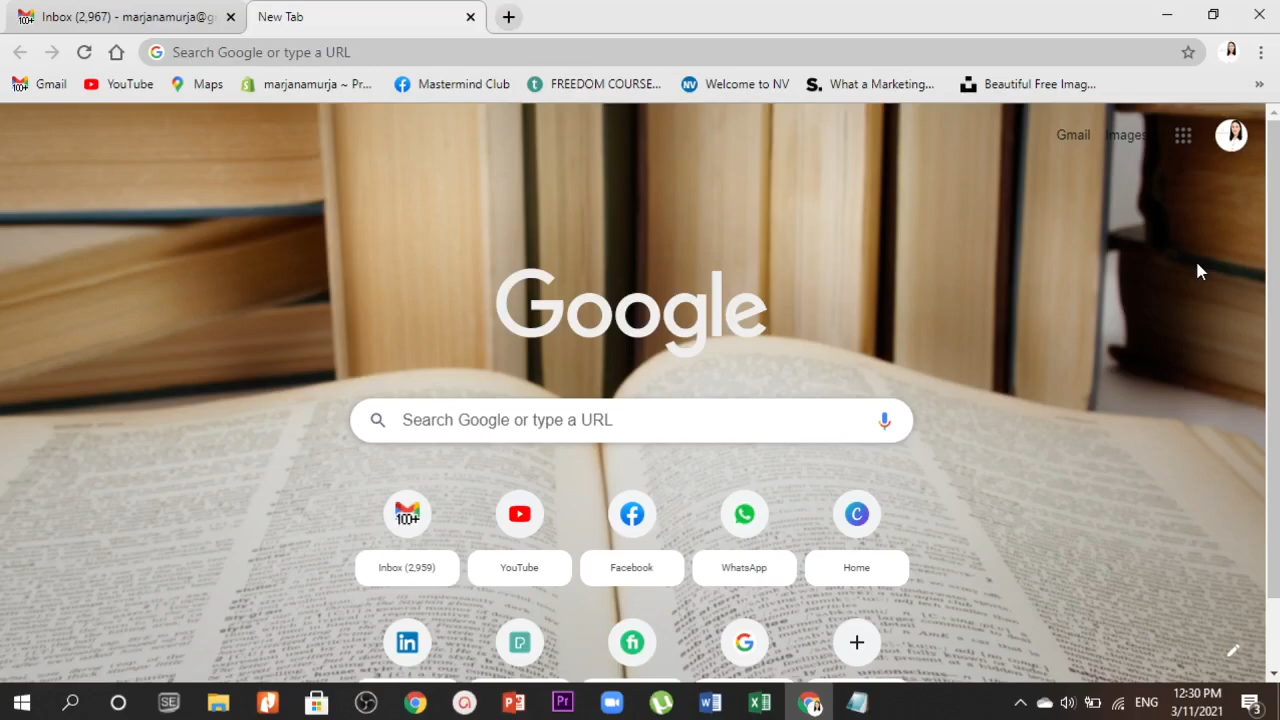 Inbox (2,967) - marjanamurja@g
New Tab
Search Google or type a URL
Gmail
YouTube
Maps
marjanamurja ~ Pr...
Mastermind Club
FREEDOM COURSE...
Welcome to NV
What a Marketing...
Beautiful Free Imag...
Gmail Images
Google
Search Google or type a URL
100+
Inbox (2,959)
YouTube
Facebook
WhatsApp
Home
ENG
12:30 PM
3/11/2021
3